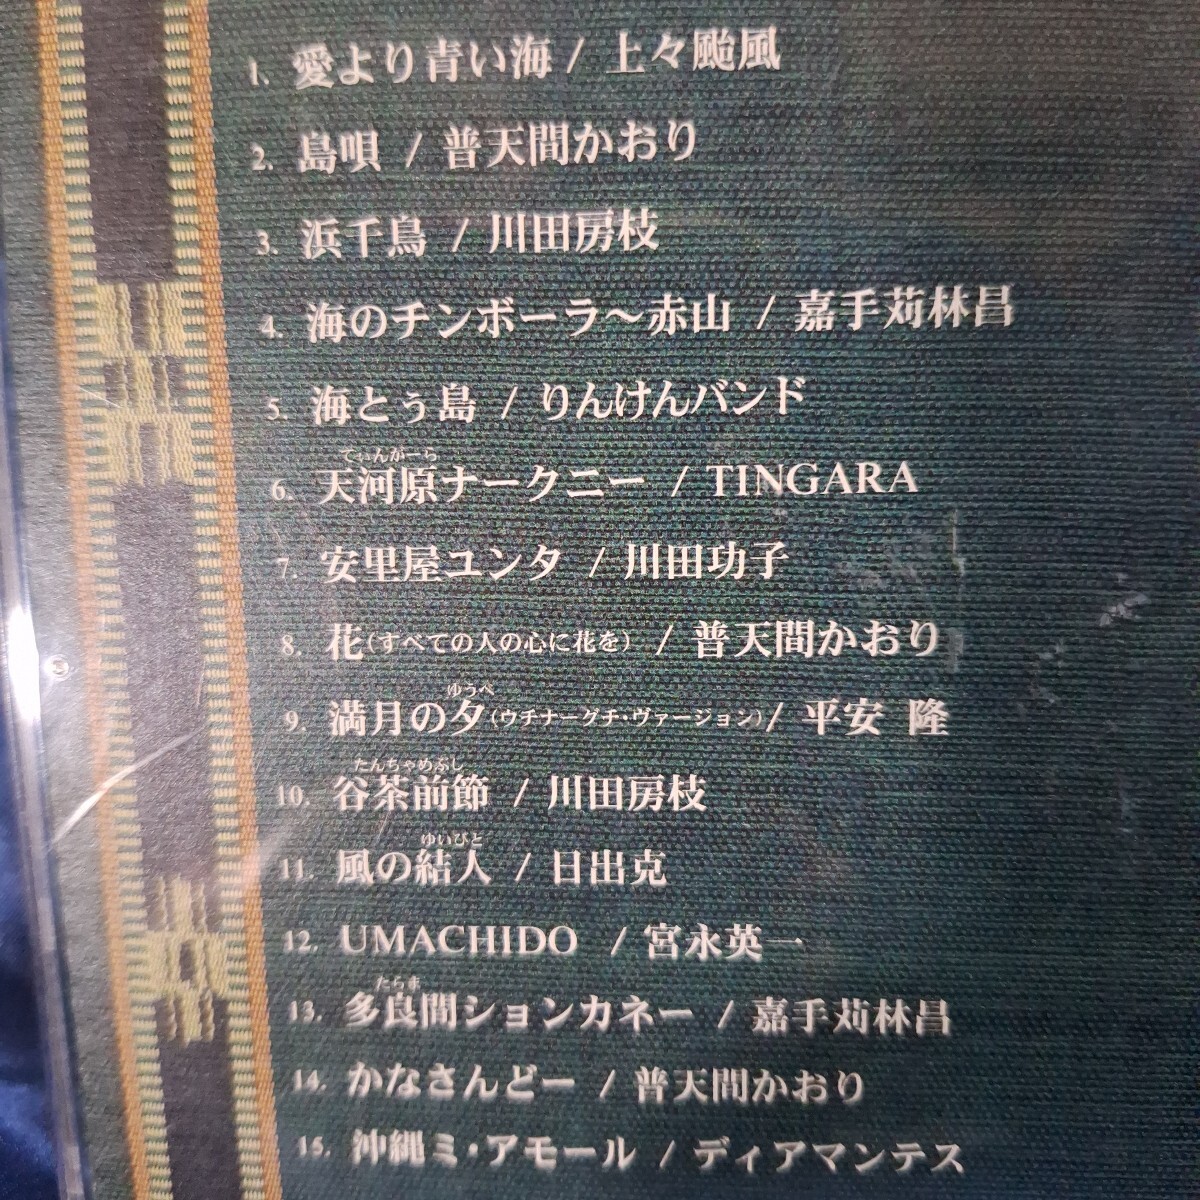 1. 愛より青い海 / 上々颱風
2. 島唄 / 普天間かおり
3. 浜千鳥 / 川田房枝
4. 海のチンボーラ～赤山 / 嘉手苅林昌
5. 海とぅ島 / りんけんバンド
てぃんがーら
6. 天河原ナークニー / TINGARA
7. 安里屋ユンタ / 川田功子
8. 花(すべての人の心に花を) / 普天間かおり
ゆうべ
9. 満月の夕(ウチナーグチ・ヴァージョン) / 平安 隆
たんちゃめぶし
10. 谷茶前節 / 川田房枝
ゆいびと
11. 風の結人 / 日出克
12. UMACHIDO / 宮永英一
たらま
13. 多良間ションカネー / 嘉手苅林昌
14. かなさんどー / 普天間かおり
15. 沖縄ミ・アモール / ディアマンテス